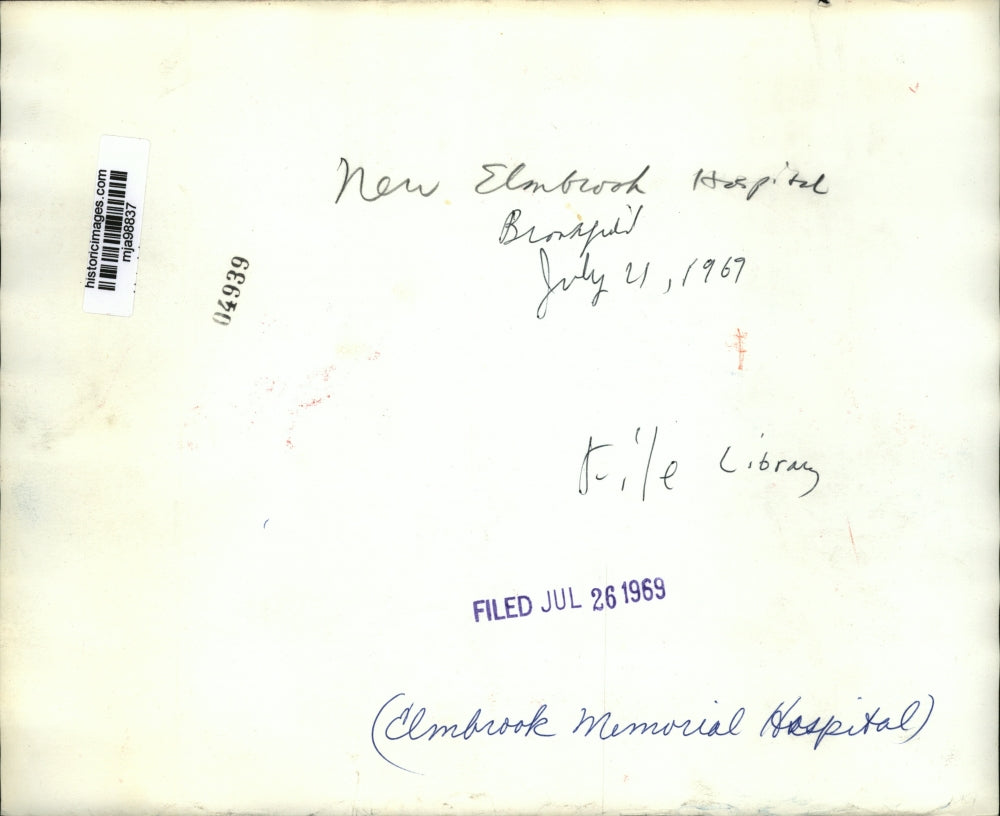 historicimages.com
mja98837
04939
New Elmbrook Hospital
Brookfield
July 21, 1969
File Library
FILED JUL 26 1969
(Elmbrook Memorial Hospital)